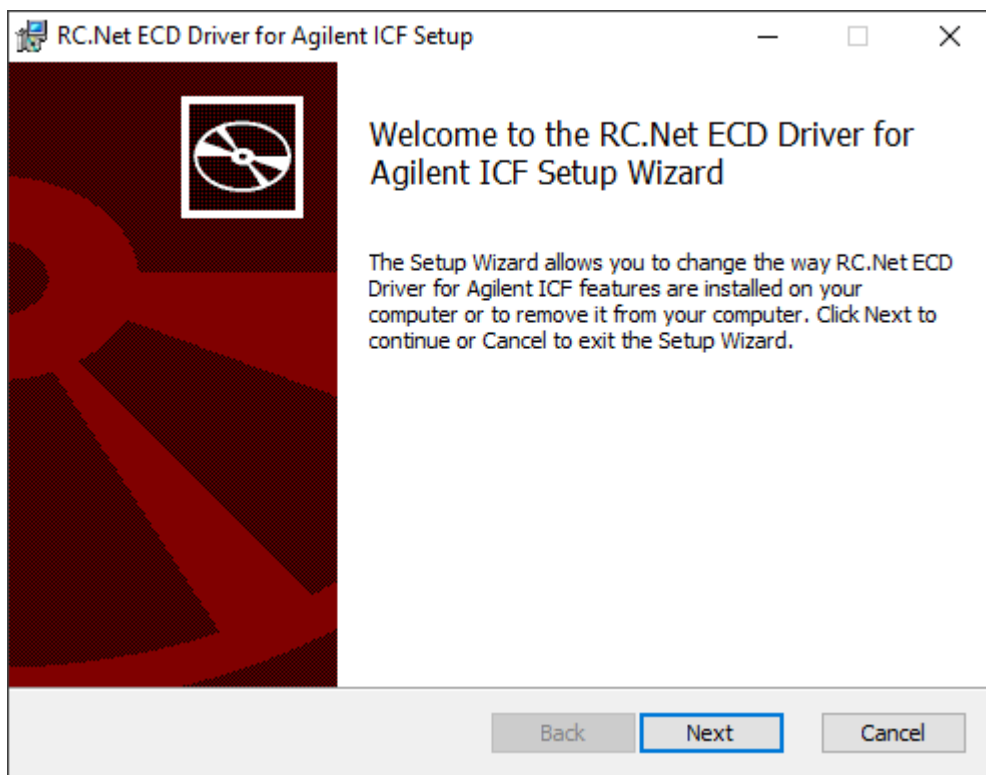 RC.Net ECD Driver for Agilent ICF Setup
Welcome to the RC.Net ECD Driver for
Agilent ICF Setup Wizard
The Setup Wizard allows you to change the way RC.Net ECD
Driver for Agilent ICF features are installed on your
computer or to remove it from your computer. Click Next to
continue or Cancel to exit the Setup Wizard.
Back Next Cancel